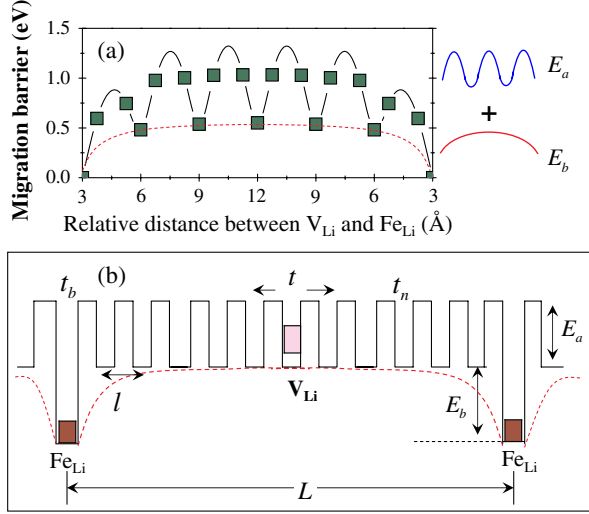 (a)
Migration barrier (eV)
1.5
1.0
0.5
0.0
3 6 9 12 9 6 3
Relative distance between V_Li and Fe_Li (Å)
E_a
+
E_b
(b)
t_b
t
t_n
E_a
l
V_Li
E_b
Fe_Li
Fe_Li
L